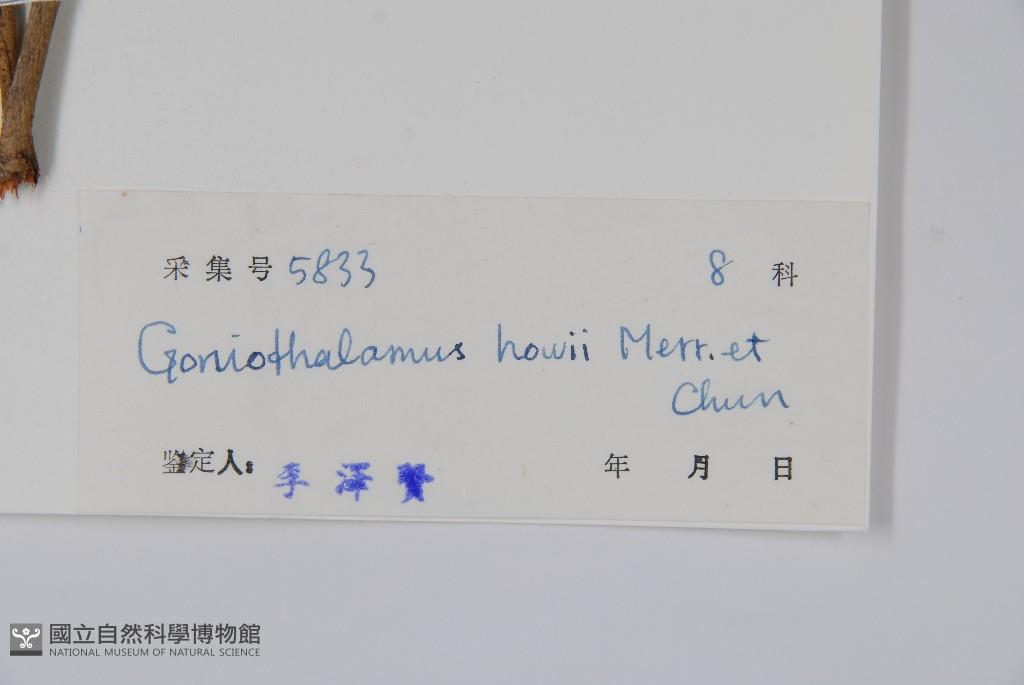 采集号 5833 8 科
Goniothalamus howii Merr. et
Chun
鉴定人: 李澤賢 年 月 日
國立自然科學博物館
NATIONAL MUSEUM OF NATURAL SCIENCE